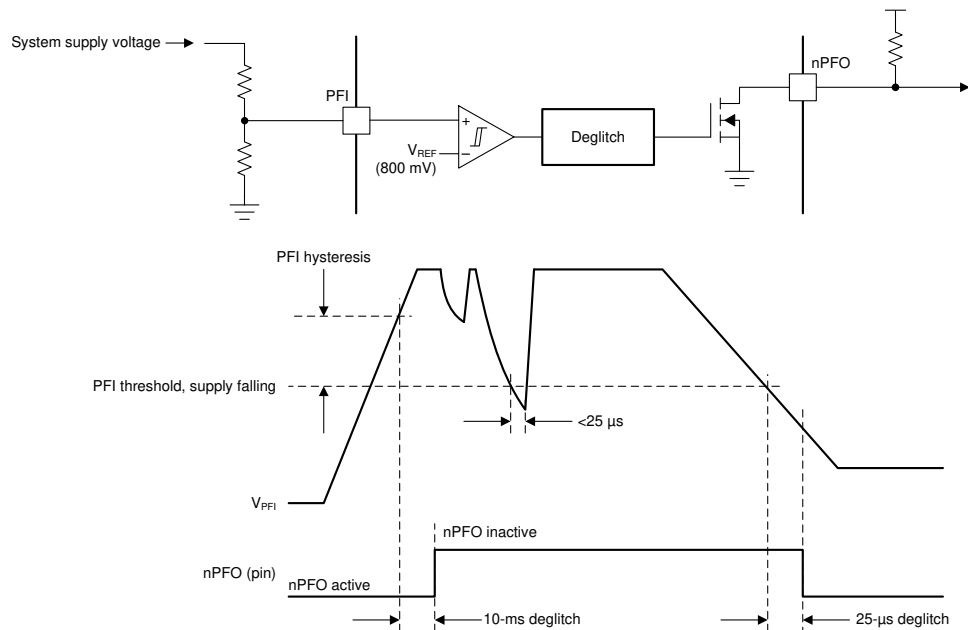 System supply voltage
PFI
+
−
VREF
(800 mV)
Deglitch
nPFO
PFI hysteresis
PFI threshold, supply falling
<25 µs
VPFI
nPFO inactive
nPFO (pin)
nPFO active
10-ms deglitch
25-µs deglitch